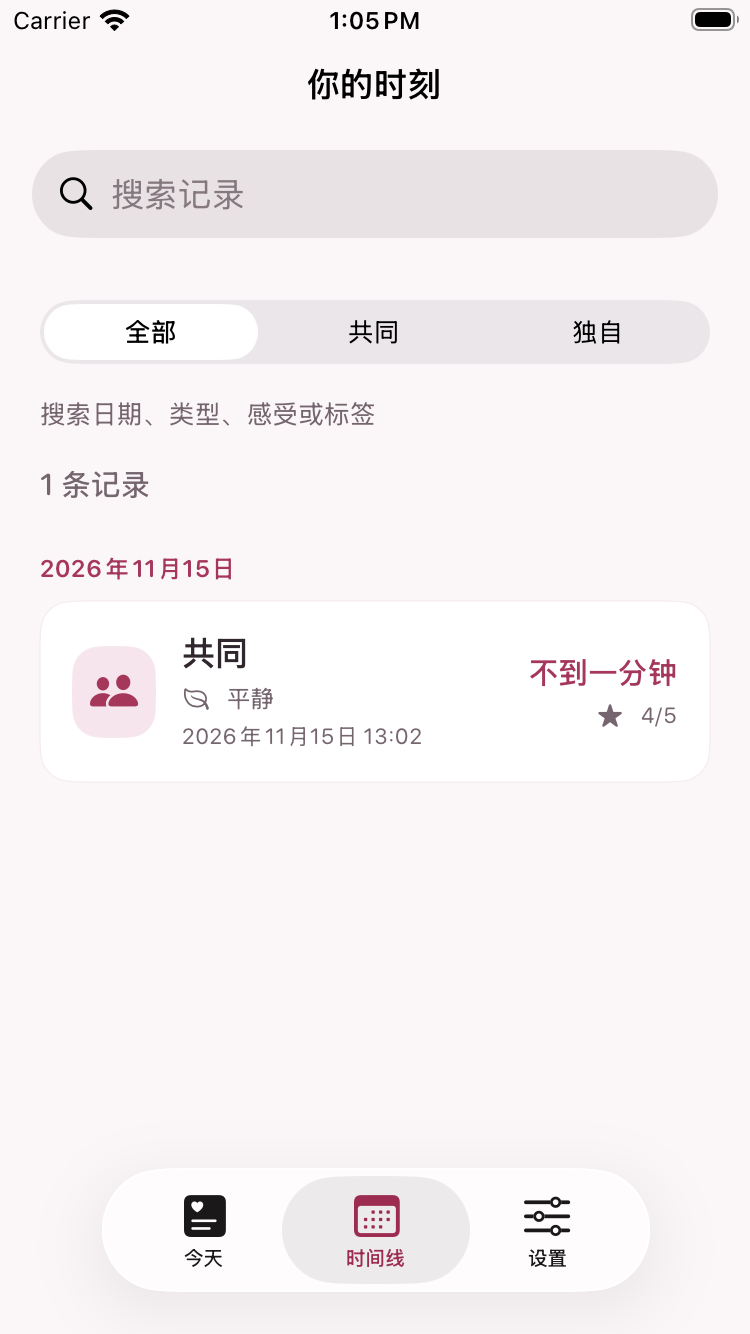 Carrier 1:05 PM
你的时刻
搜索记录
全部 共同 独自
搜索日期、类型、感受或标签
1 条记录
2026年11月15日
共同
不到一分钟
平静
4/5
2026年11月15日 13:02
今天 时间线 设置